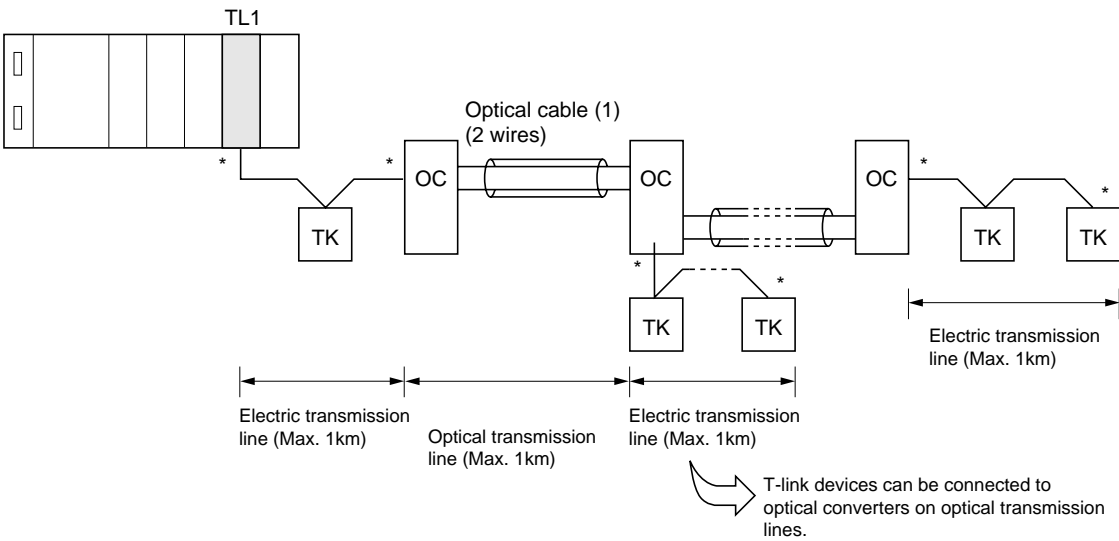 TL1
Optical cable (1)
(2 wires)
*
*
OC
OC
OC
*
TK
TK
*
TK
*
*
TK
TK
Electric transmission
line (Max. 1km)
Electric transmission
line (Max. 1km)
Optical transmission
line (Max. 1km)
Electric transmission
line (Max. 1km)
T-link devices can be connected to
optical converters on optical transmission
lines.